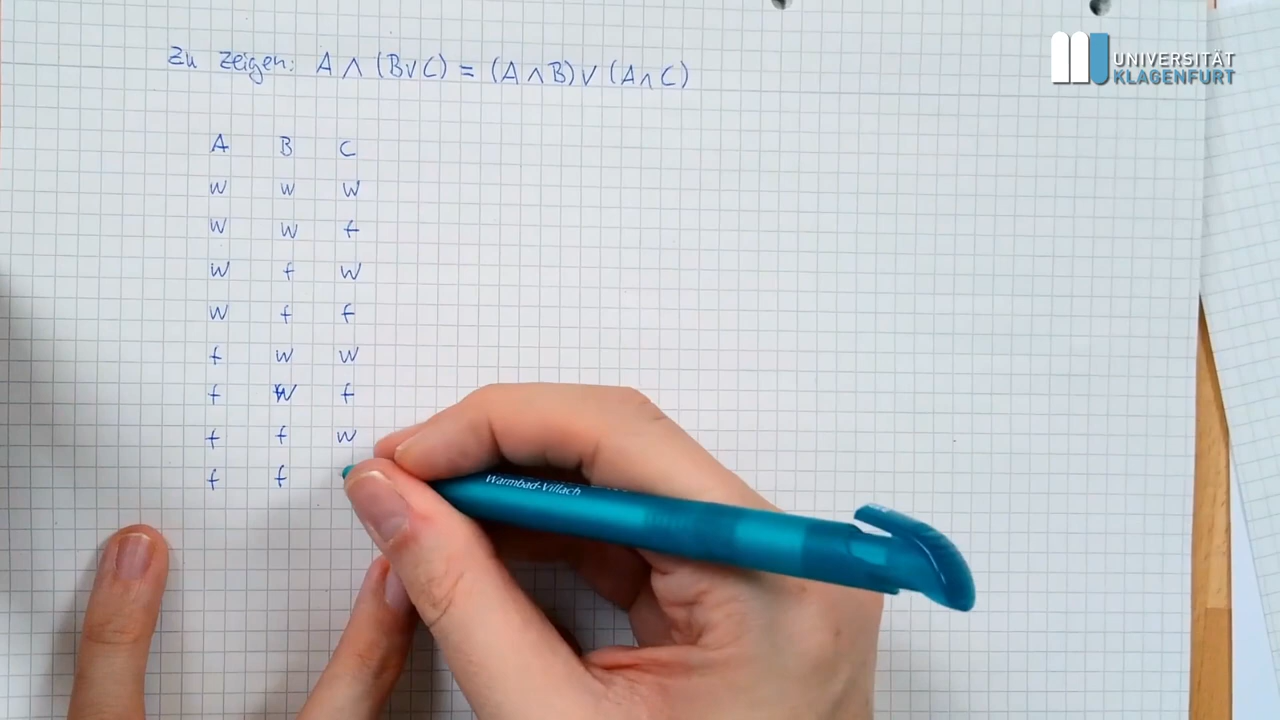 Zu zeigen: A ∧ (B∨C) = (A ∧ B) ∨ (A ∧ C)
UNIVERSITÄT
KLAGENFURT
A B C
w w w
w w f
w f w
w f f
f w w
f w f
f f w
f f
Warmbad-Villach